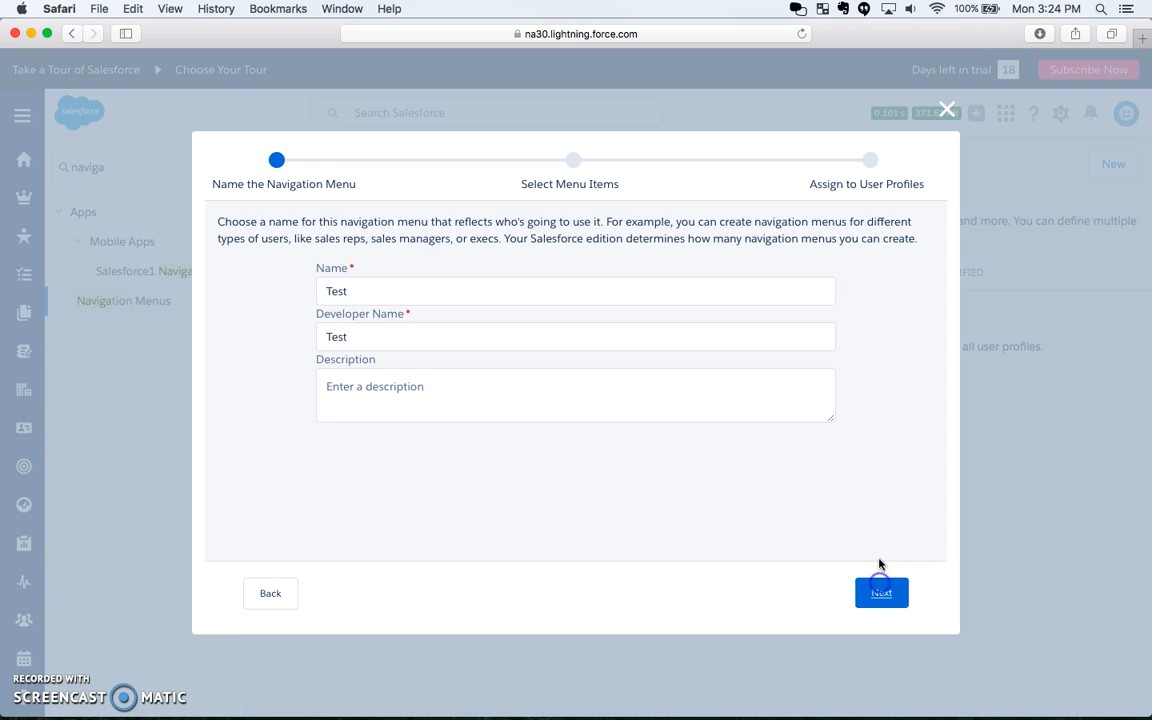 Safari File Edit View History Bookmarks Window Help 100% Mon 3:24 PM
na30.lightning.force.com
Take a Tour of Salesforce Choose Your Tour Days left in trial 18 Subscribe Now
salesforce Search Salesforce 0.103 s
naviga New
Name the Navigation Menu Select Menu Items Assign to User Profiles
Apps
Choose a name for this navigation menu that reflects who's going to use it. For example, you can create navigation menus for different
and more. You can define multiple
types of users, like sales reps, sales managers, or execs. Your Salesforce edition determines how many navigation menus you can create.
Mobile Apps
Name*
Salesforce1 Naviga
Test
Navigation Menus
Developer Name*
Test
all user profiles.
Description
Enter a description
Back Next
RECORDED WITH
SCREENCAST MATIC